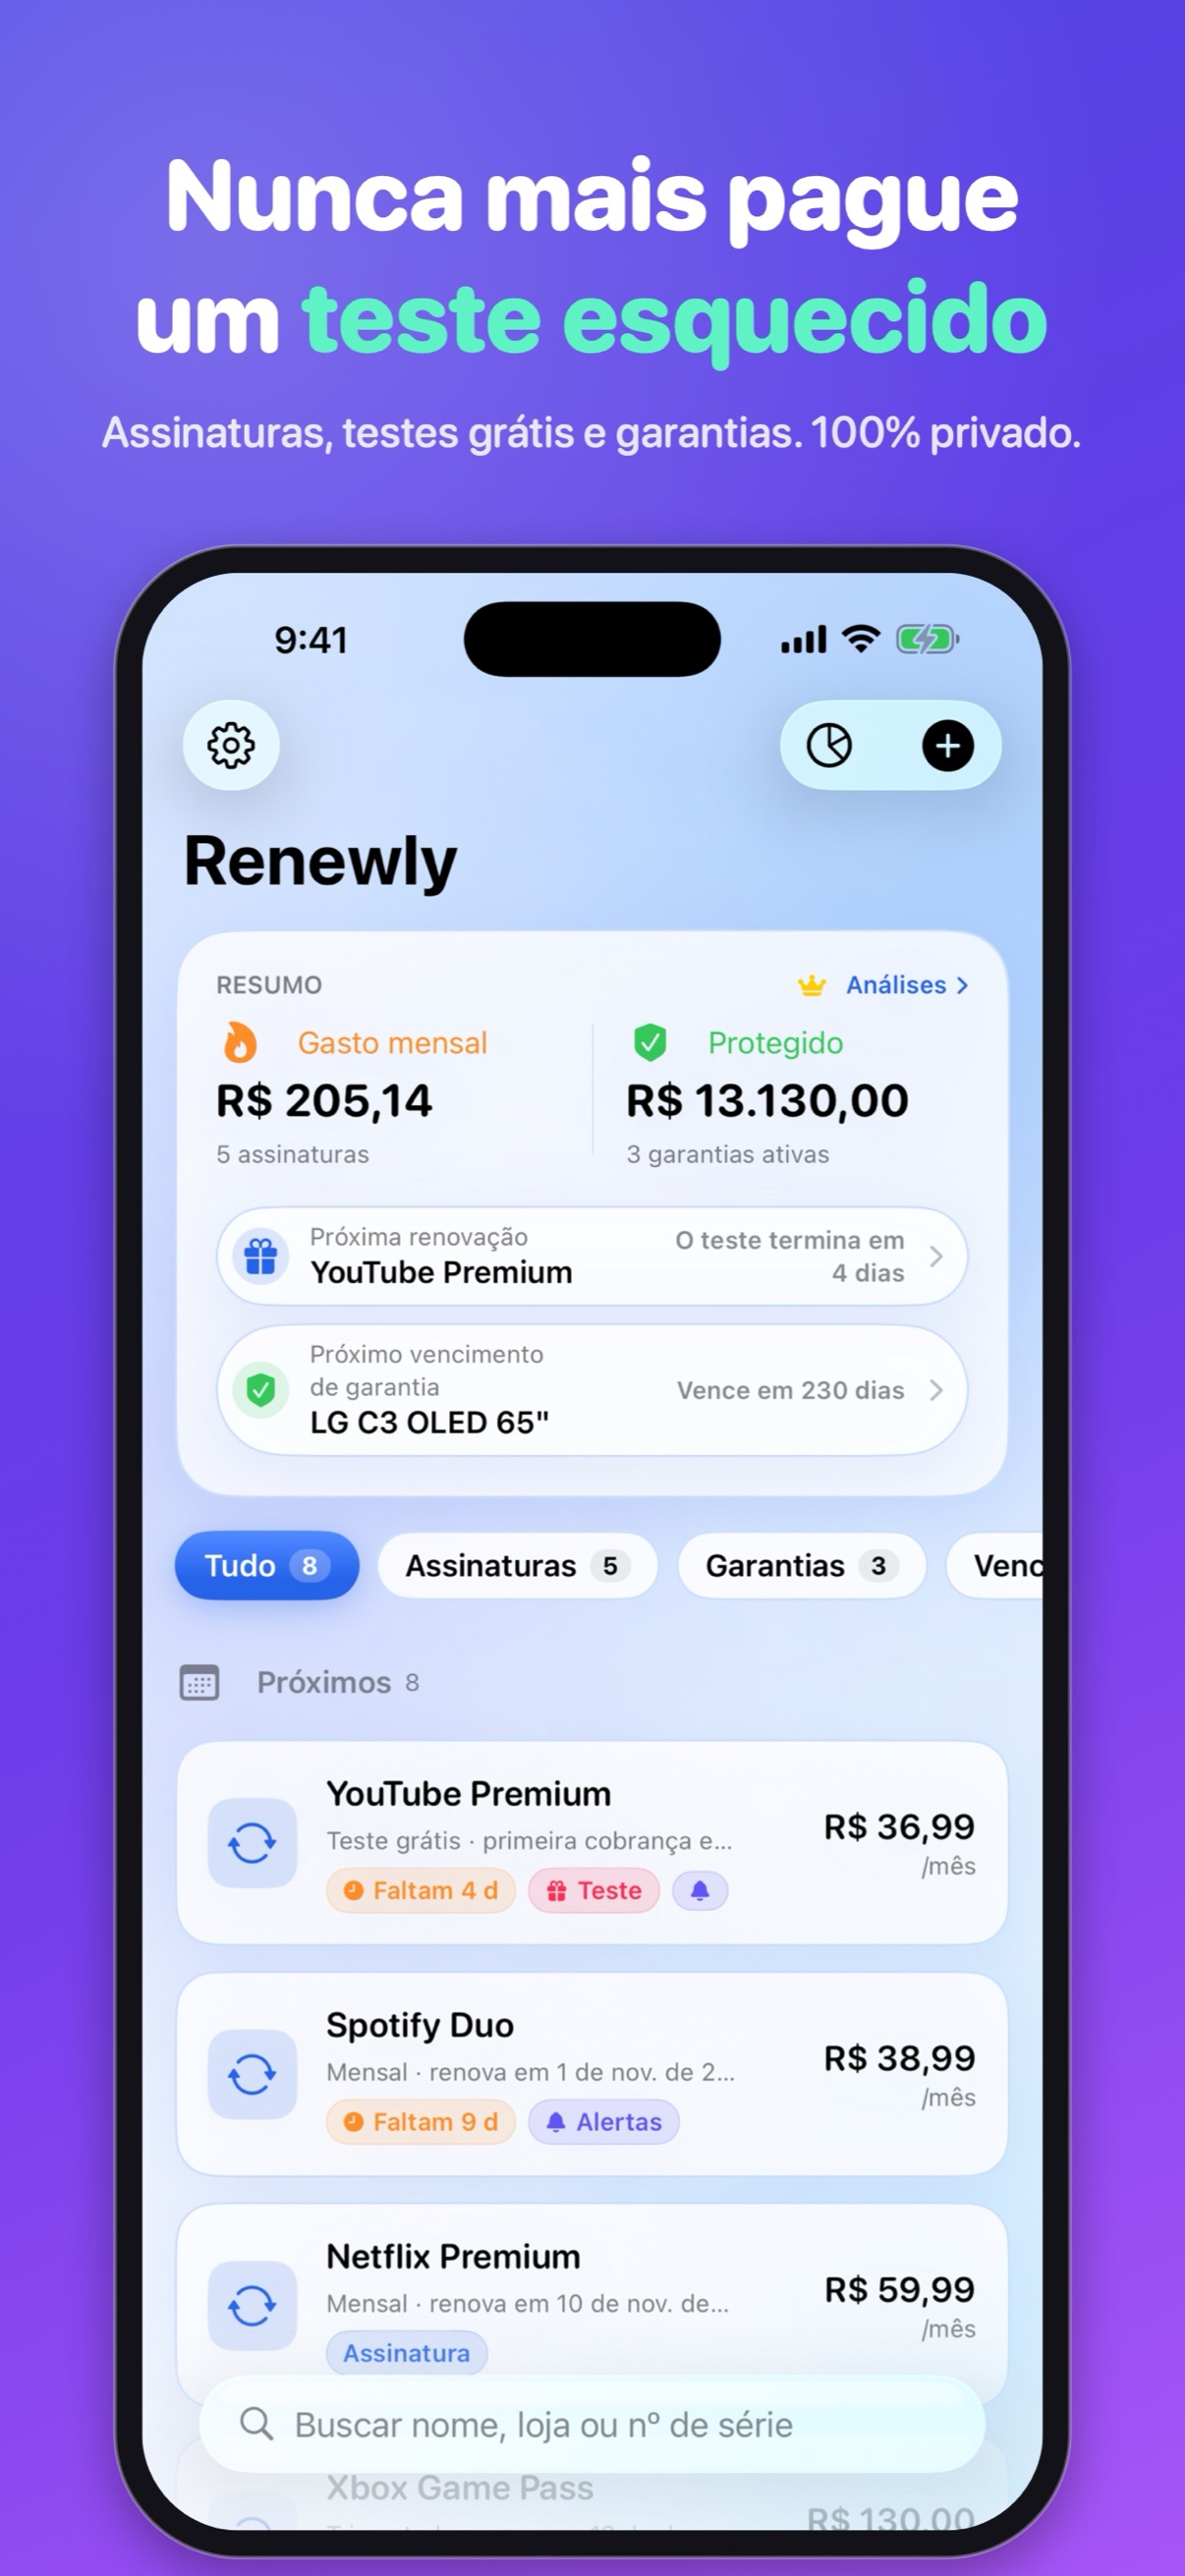 Nunca mais pague
um teste esquecido
Assinaturas, testes grátis e garantias. 100% privado.
9:41
Renewly
RESUMO
Análises
Gasto mensal
Protegido
R$ 205,14
R$ 13.130,00
5 assinaturas
3 garantias ativas
Próxima renovação
YouTube Premium
O teste termina em
4 dias
Próximo vencimento
de garantia
LG C3 OLED 65"
Vence em 230 dias
Tudo 8
Assinaturas 5
Garantias 3
Venc
Próximos 8
YouTube Premium
Teste grátis · primeira cobrança e...
Faltam 4 d
Teste
R$ 36,99
/mês
Spotify Duo
Mensal · renova em 1 de nov. de 2...
Faltam 9 d
Alertas
R$ 38,99
/mês
Netflix Premium
Mensal · renova em 10 de nov. de...
Assinatura
R$ 59,99
/mês
Buscar nome, loja ou nº de série
Xbox Game Pass
R$ 130,00